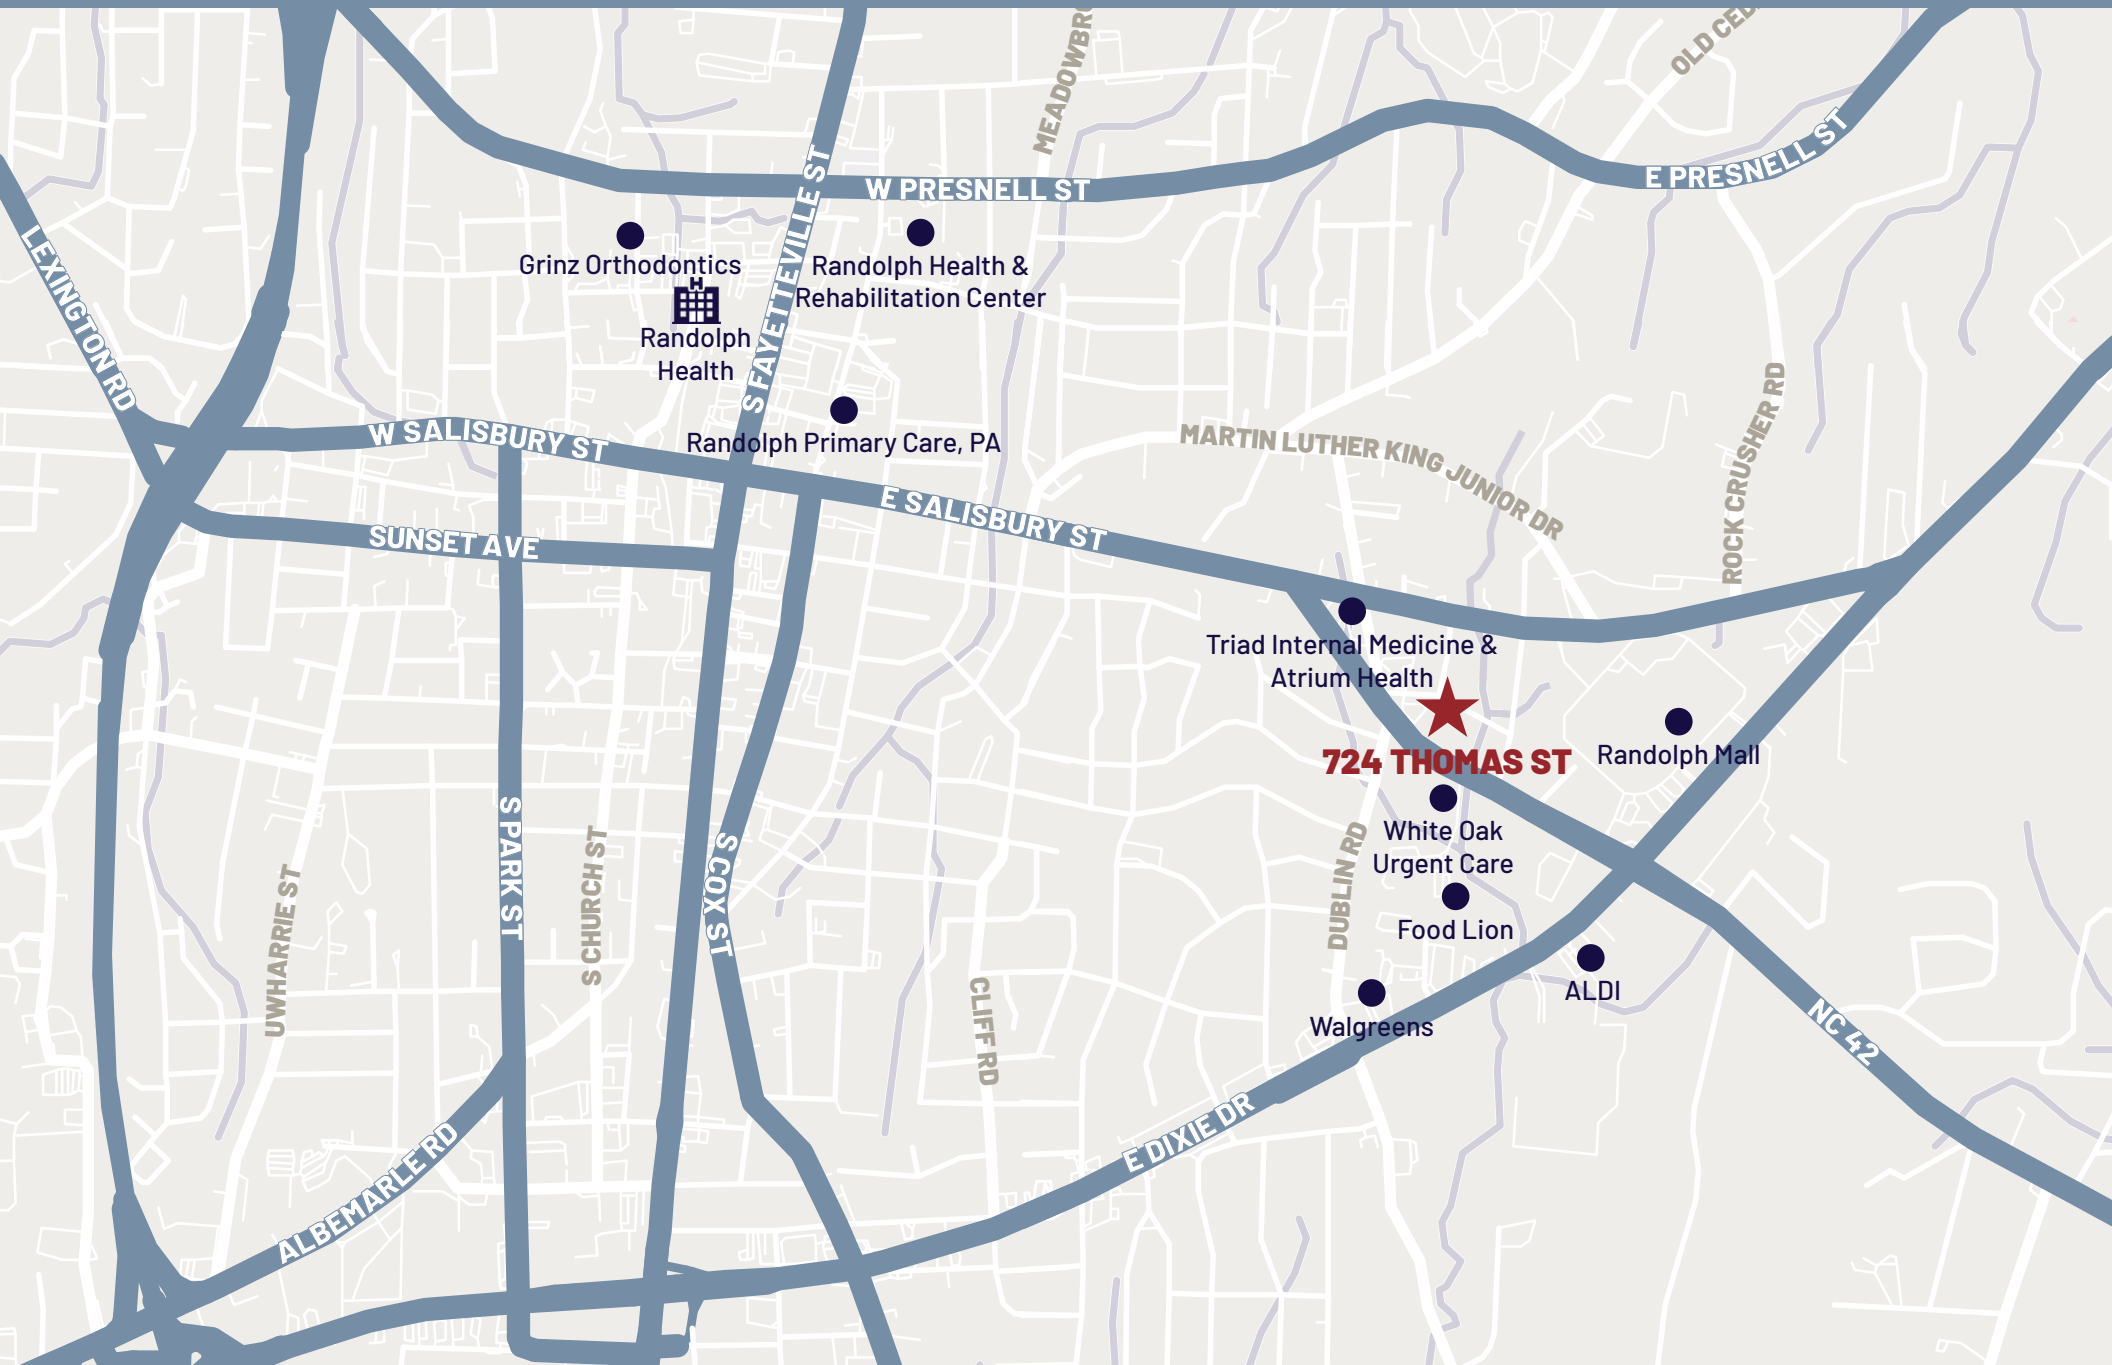 MEADOWBRO
OLD CED
W PRESNELL ST
E PRESNELL ST
S FAYETTEVILLE ST
LEXINGTON RD
Grinz Orthodontics
Randolph Health &
Rehabilitation Center
H
Randolph
Health
Randolph Primary Care, PA
W SALISBURY ST
E SALISBURY ST
MARTIN LUTHER KING JUNIOR DR
ROCK CRUSHER RD
SUNSET AVE
Triad Internal Medicine &
Atrium Health
724 THOMAS ST
Randolph Mall
White Oak
Urgent Care
Food Lion
ALDI
Walgreens
DUBLIN RD
S PARK ST
S CHURCH ST
S COX ST
UWHARRIE ST
CLIFF RD
NC 42
E DIXIE DR
ALBEMARLE RD